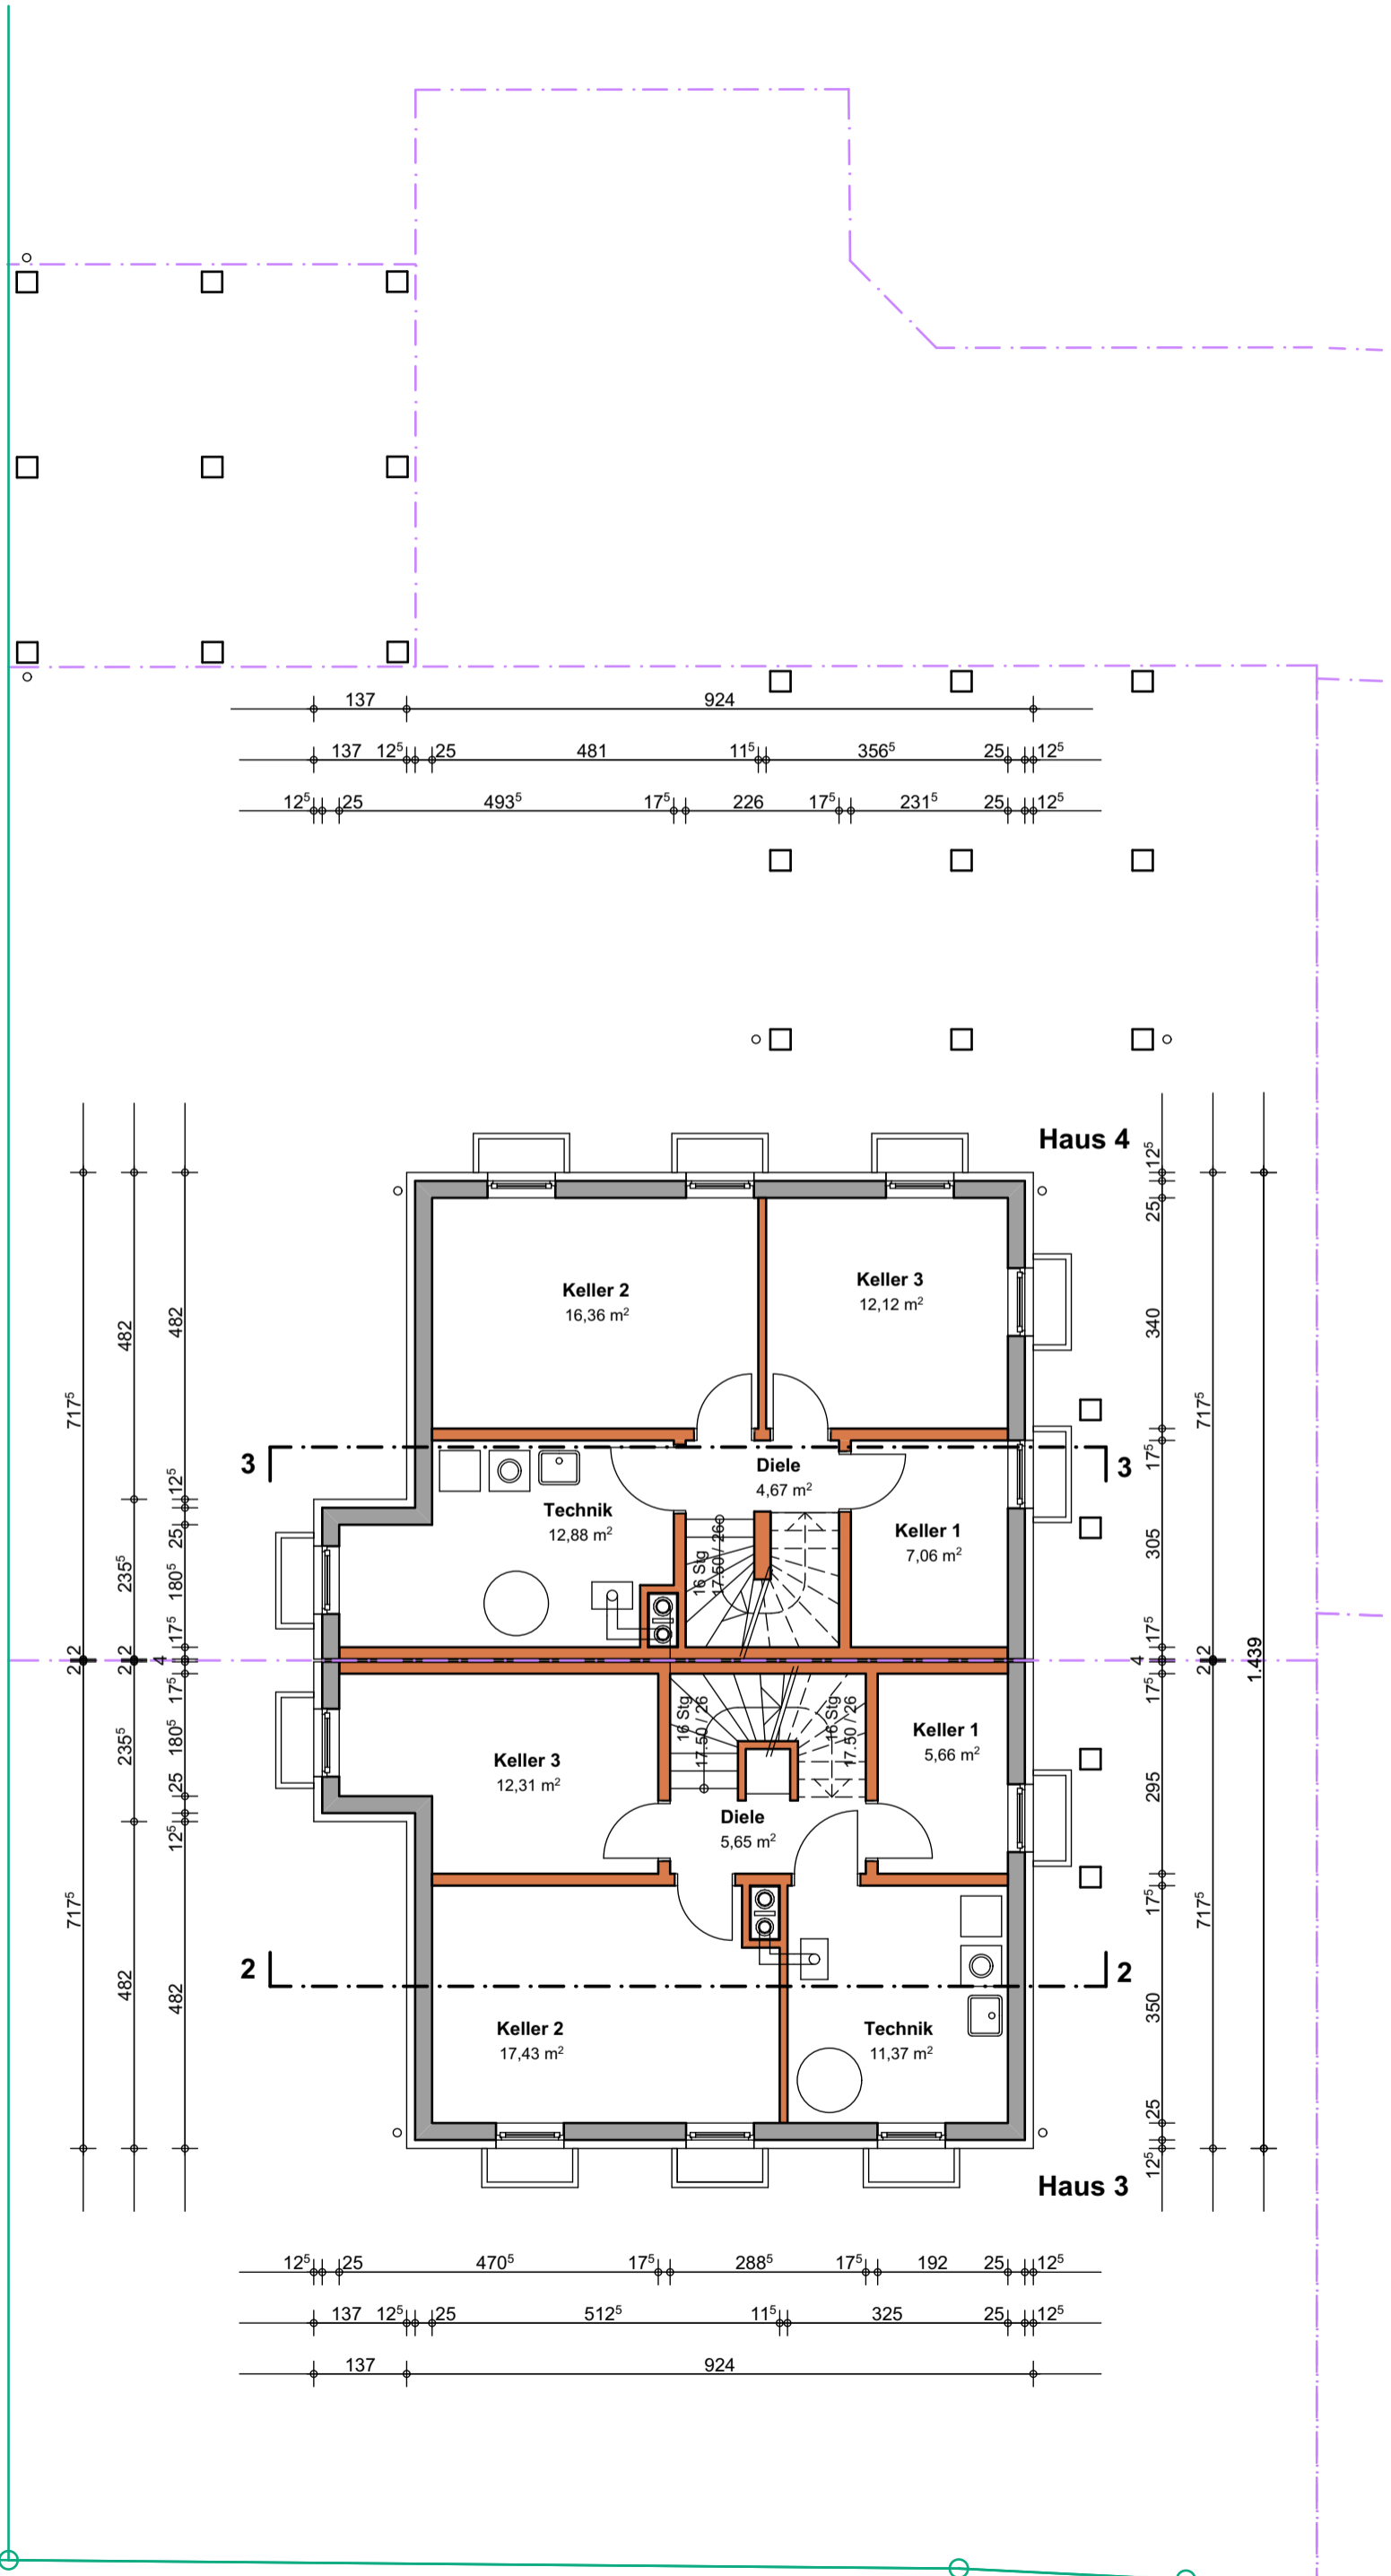 137 924
137 12⁵ 25 481 11⁵ 356⁵ 25 12⁵
12⁵ 25 493⁵ 17⁵ 226 17⁵ 231⁵ 25 12⁵
Haus 4
Keller 2
16,36 m²
Keller 3
12,12 m²
3
3
Diele
4,67 m²
Technik
12,88 m²
Keller 1
7,06 m²
16 Stg
17.50 / 26
16 Stg
17.50 / 26
16 Stg
17.50 / 26
Keller 3
12,31 m²
Keller 1
5,66 m²
Diele
5,65 m²
2
2
Keller 2
17,43 m²
Technik
11,37 m²
Haus 3
717⁵ 2 2 717⁵
482 235⁵ 2 2 235⁵ 482
482 12⁵ 25 180⁵ 17⁵ 4 17⁵ 180⁵ 25 12⁵ 482
12⁵ 25 340 17⁵ 305 17⁵ 4 17⁵ 295 17⁵ 350 25 12⁵
717⁵ 2 2 717⁵
1.439
12⁵ 25 470⁵ 17⁵ 288⁵ 17⁵ 192 25 12⁵
137 12⁵ 25 512⁵ 11⁵ 325 25 12⁵
137 924